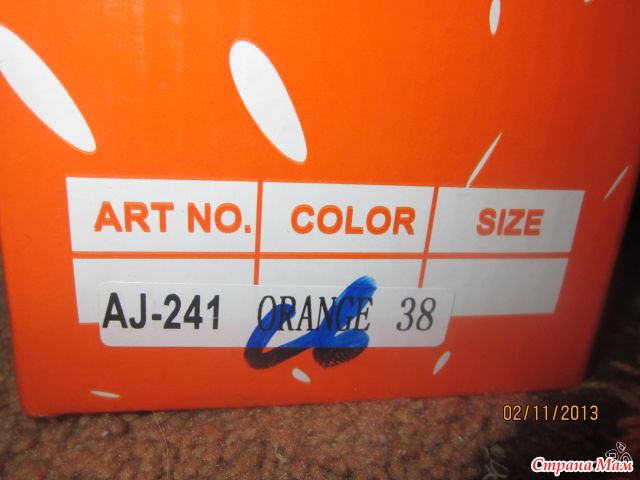 ART NO. COLOR SIZE
AJ-241 ORANGE 38
02/11/2013
Страна Мам